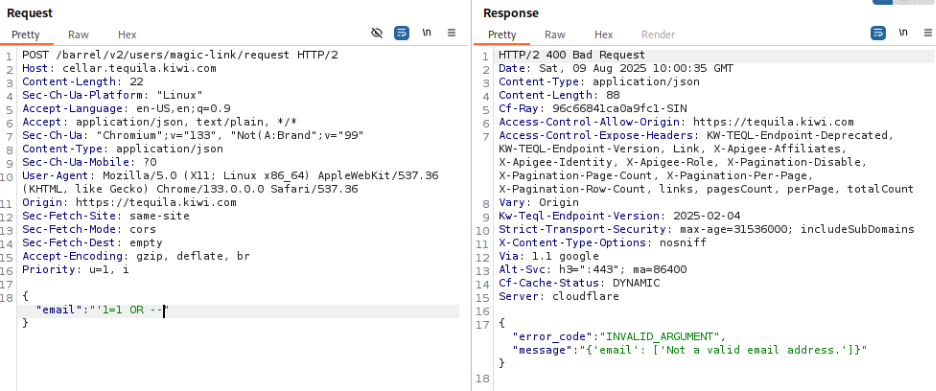 Request
Pretty Raw Hex
\n
1 POST /barrel/v2/users/magic-link/request HTTP/2
2 Host: cellar.tequila.kiwi.com
3 Content-Length: 22
4 Sec-Ch-Ua-Platform: "Linux"
5 Accept-Language: en-US,en;q=0.9
6 Accept: application/json, text/plain, */*
7 Sec-Ch-Ua: "Chromium";v="133", "Not(A:Brand";v="99"
8 Content-Type: application/json
9 Sec-Ch-Ua-Mobile: ?0
10 User-Agent: Mozilla/5.0 (X11; Linux x86_64) AppleWebKit/537.36
(KHTML, like Gecko) Chrome/133.0.0.0 Safari/537.36
11 Origin: https://tequila.kiwi.com
12 Sec-Fetch-Site: same-site
13 Sec-Fetch-Mode: cors
14 Sec-Fetch-Dest: empty
15 Accept-Encoding: gzip, deflate, br
16 Priority: u=1, i
17
18 {
"email":"'1=1 OR --"
}
Response
Pretty Raw Hex Render
\n
1 HTTP/2 400 Bad Request
2 Date: Sat, 09 Aug 2025 10:00:35 GMT
3 Content-Type: application/json
4 Content-Length: 88
5 Cf-Ray: 96c66841ca0a9fc1-SIN
6 Access-Control-Allow-Origin: https://tequila.kiwi.com
7 Access-Control-Expose-Headers: KW-TEQL-Endpoint-Deprecated,
KW-TEQL-Endpoint-Version, Link, X-Apigee-Affiliates,
X-Apigee-Identity, X-Apigee-Role, X-Pagination-Disable,
X-Pagination-Page-Count, X-Pagination-Per-Page,
X-Pagination-Row-Count, links, pagesCount, perPage, totalCount
8 Vary: Origin
9 Kw-Teql-Endpoint-Version: 2025-02-04
10 Strict-Transport-Security: max-age=31536000; includeSubDomains
11 X-Content-Type-Options: nosniff
12 Via: 1.1 google
13 Alt-Svc: h3=":443"; ma=86400
14 Cf-Cache-Status: DYNAMIC
15 Server: cloudflare
16
17 {
"error_code":"INVALID_ARGUMENT",
"message":"{'email': ['Not a valid email address.']}"
}
18